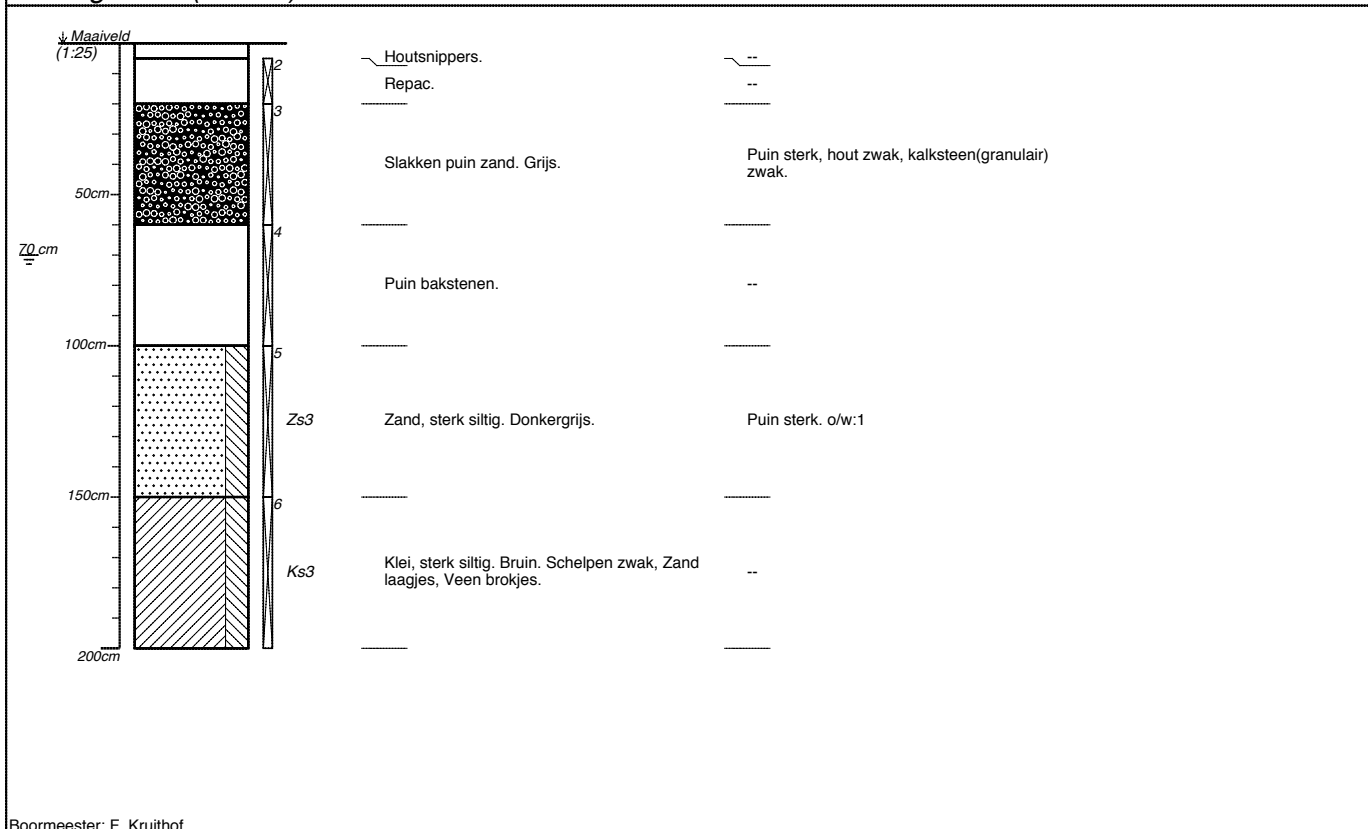 Maaiveld
(1:25)
2
Houtsnippers.
--
Repac.
--
3
Slakken puin zand. Grijs.
Puin sterk, hout zwak, kalksteen(granulair)
zwak.
50cm
4
70 cm
Puin bakstenen.
--
100cm
5
Zs3
Zand, sterk siltig. Donkergrijs.
Puin sterk. o/w:1
150cm
6
Ks3
Klei, sterk siltig. Bruin. Schelpen zwak, Zand
laagjes, Veen brokjes.
--
200cm
Boormeester: F. Kruithof